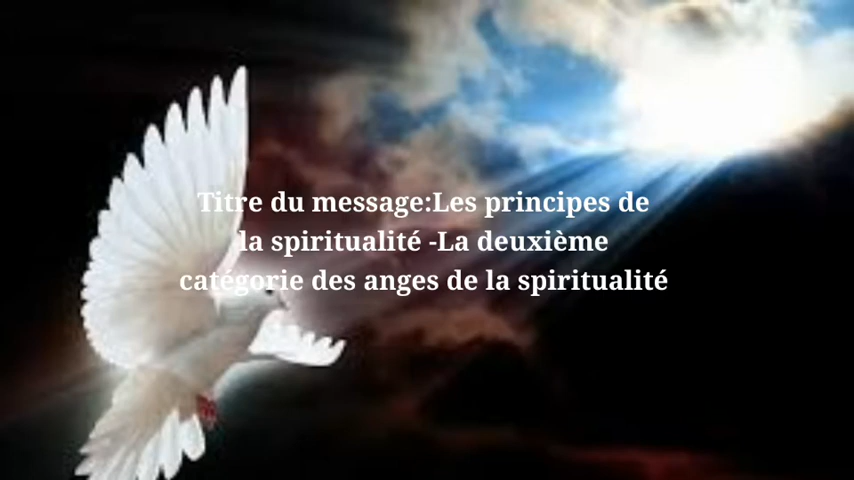 Titre du message:Les principes de
la spiritualité -La deuxième
catégorie des anges de la spiritualité